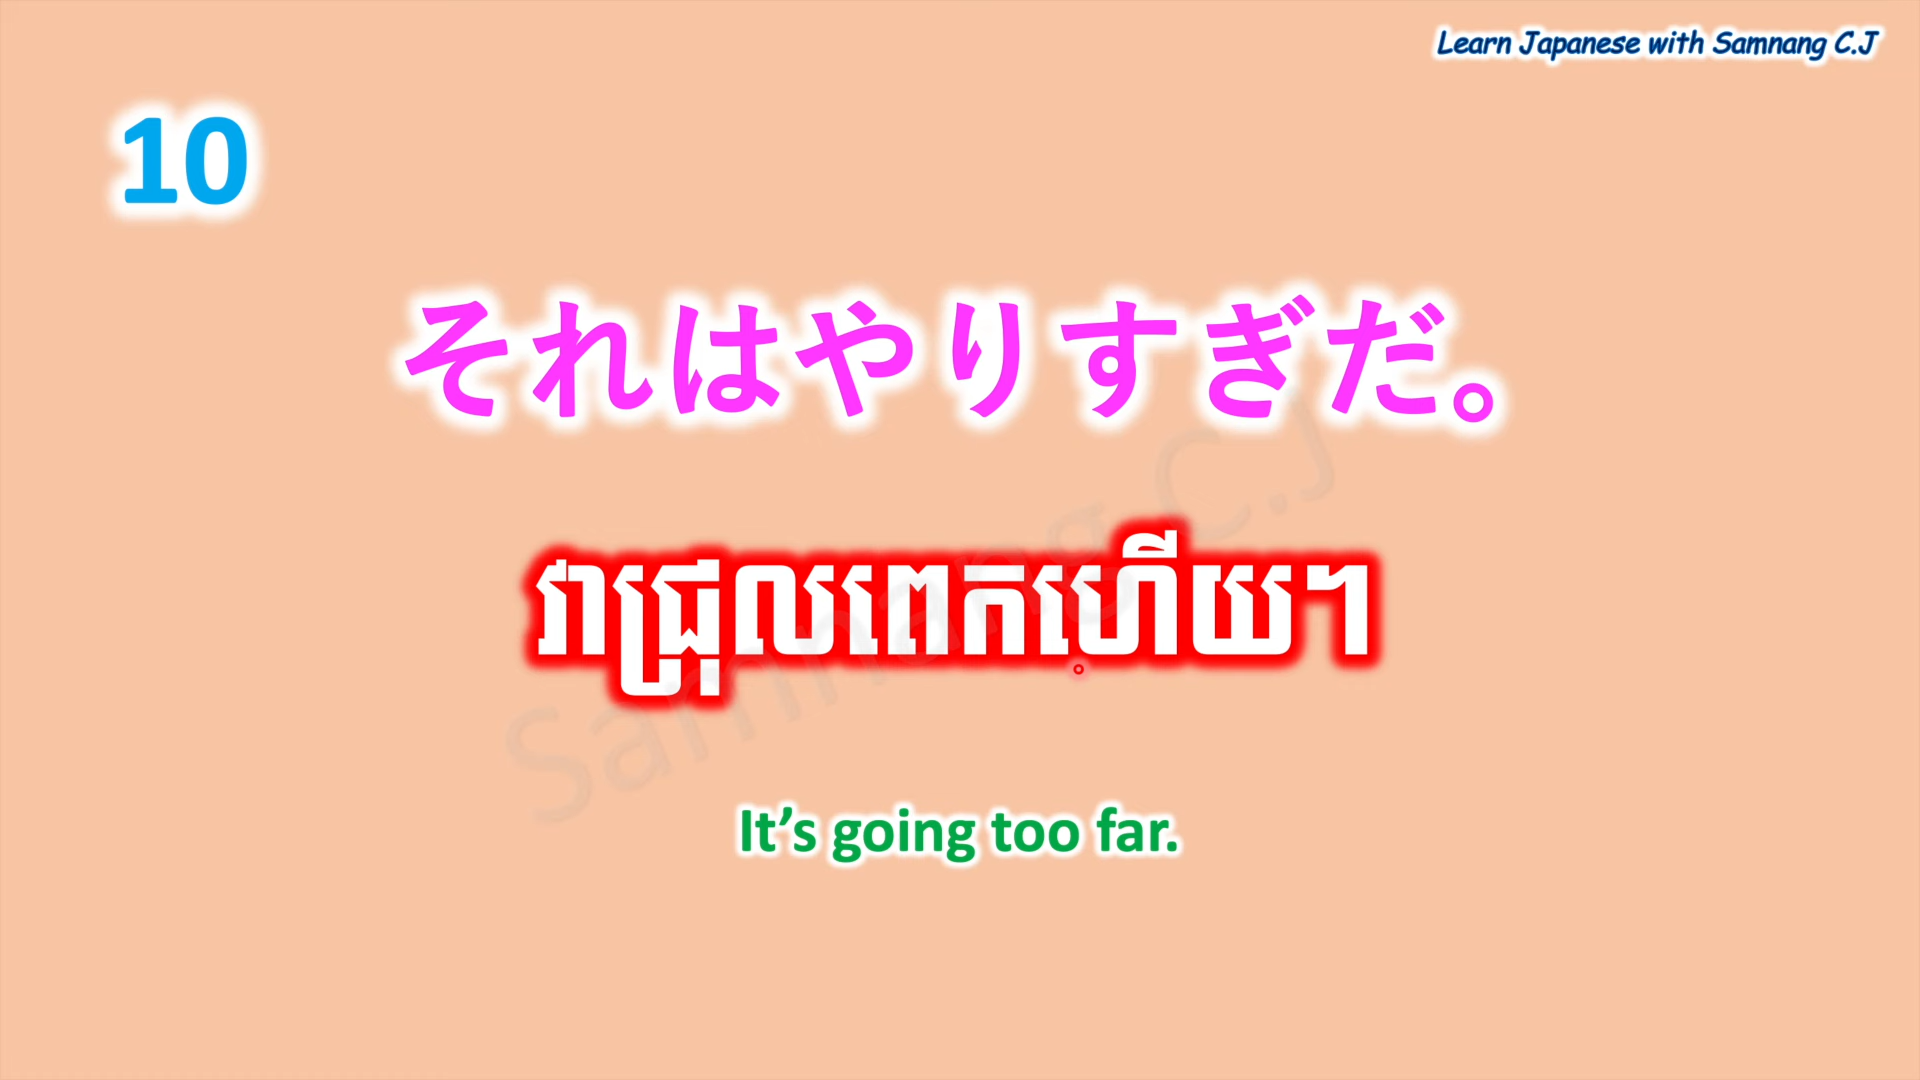 Learn Japanese with Samnang C.J
10
それはやりすぎだ。
វាជ្រុលពេកហើយ។
Samnang C.J
It’s going too far.